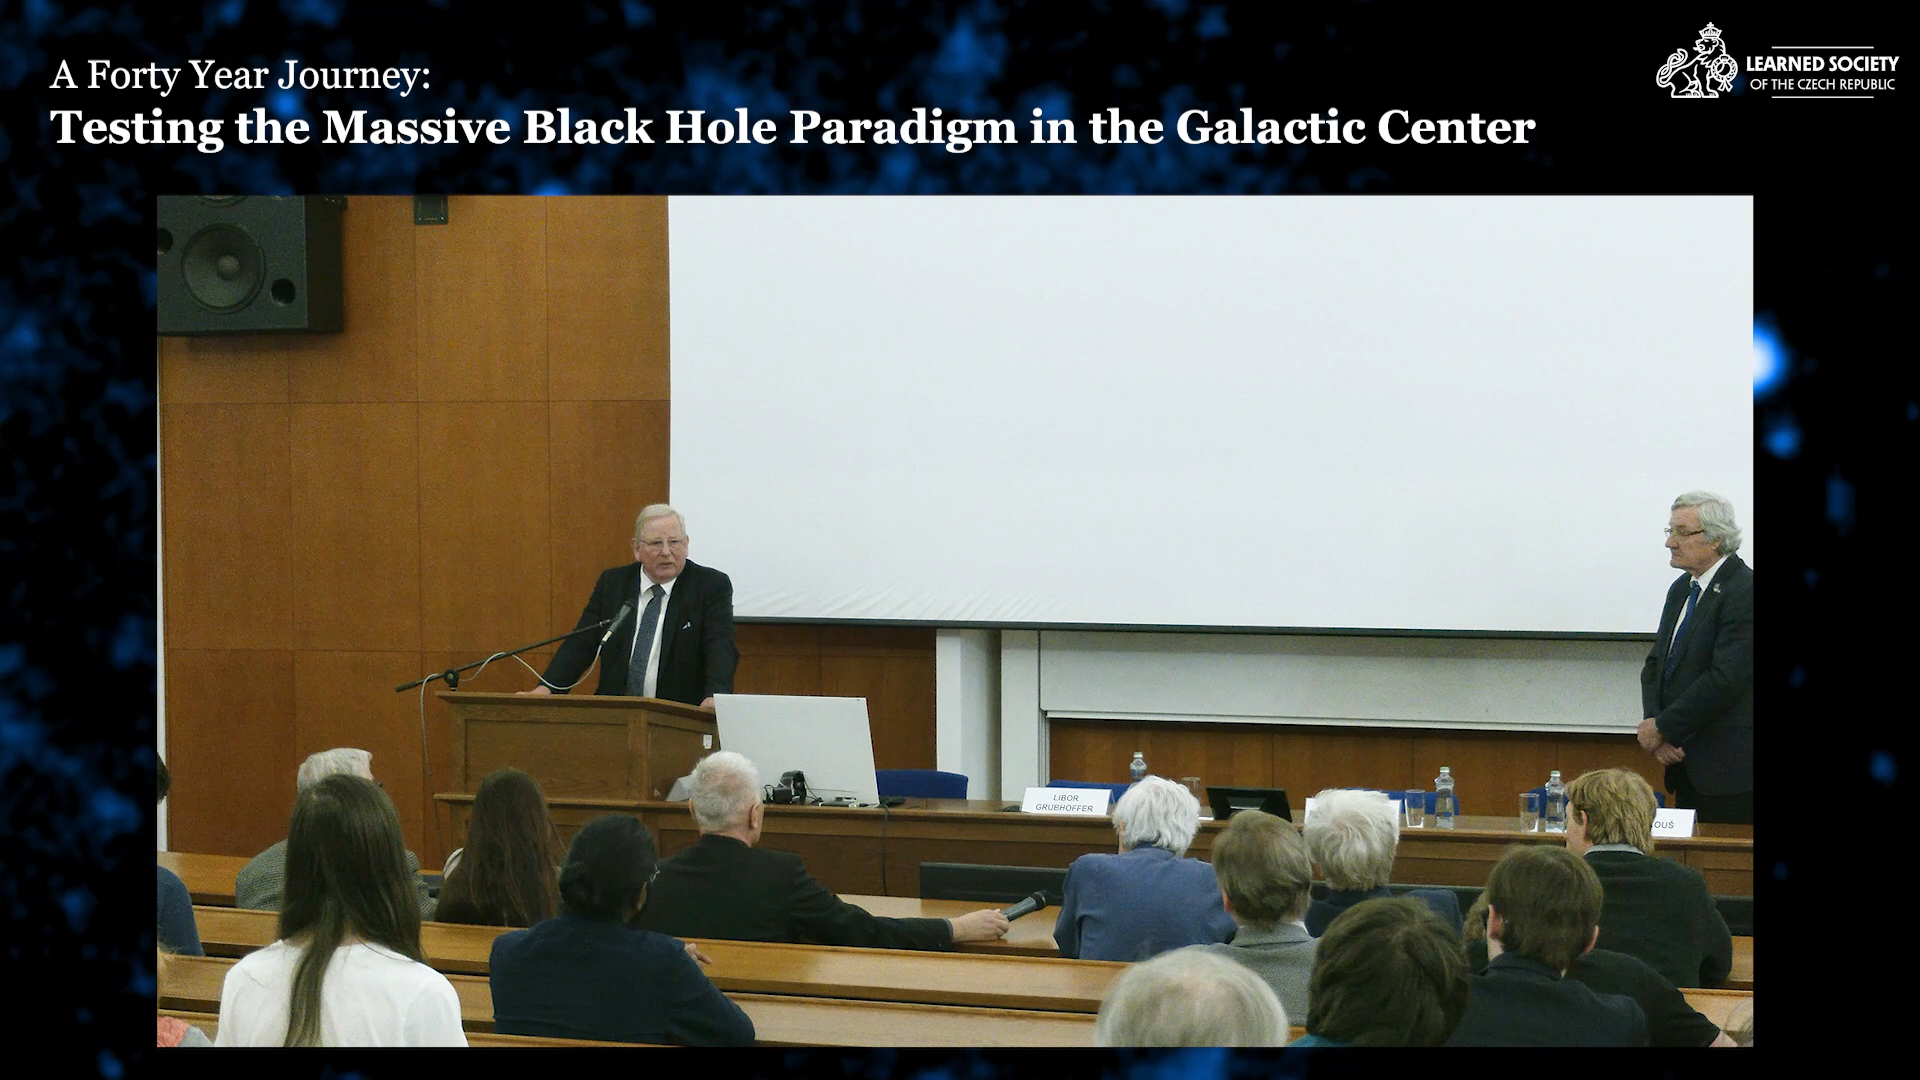 A Forty Year Journey:
Testing the Massive Black Hole Paradigm in the Galactic Center
LEARNED SOCIETY
OF THE CZECH REPUBLIC
LIBOR
GRUBHOFFER